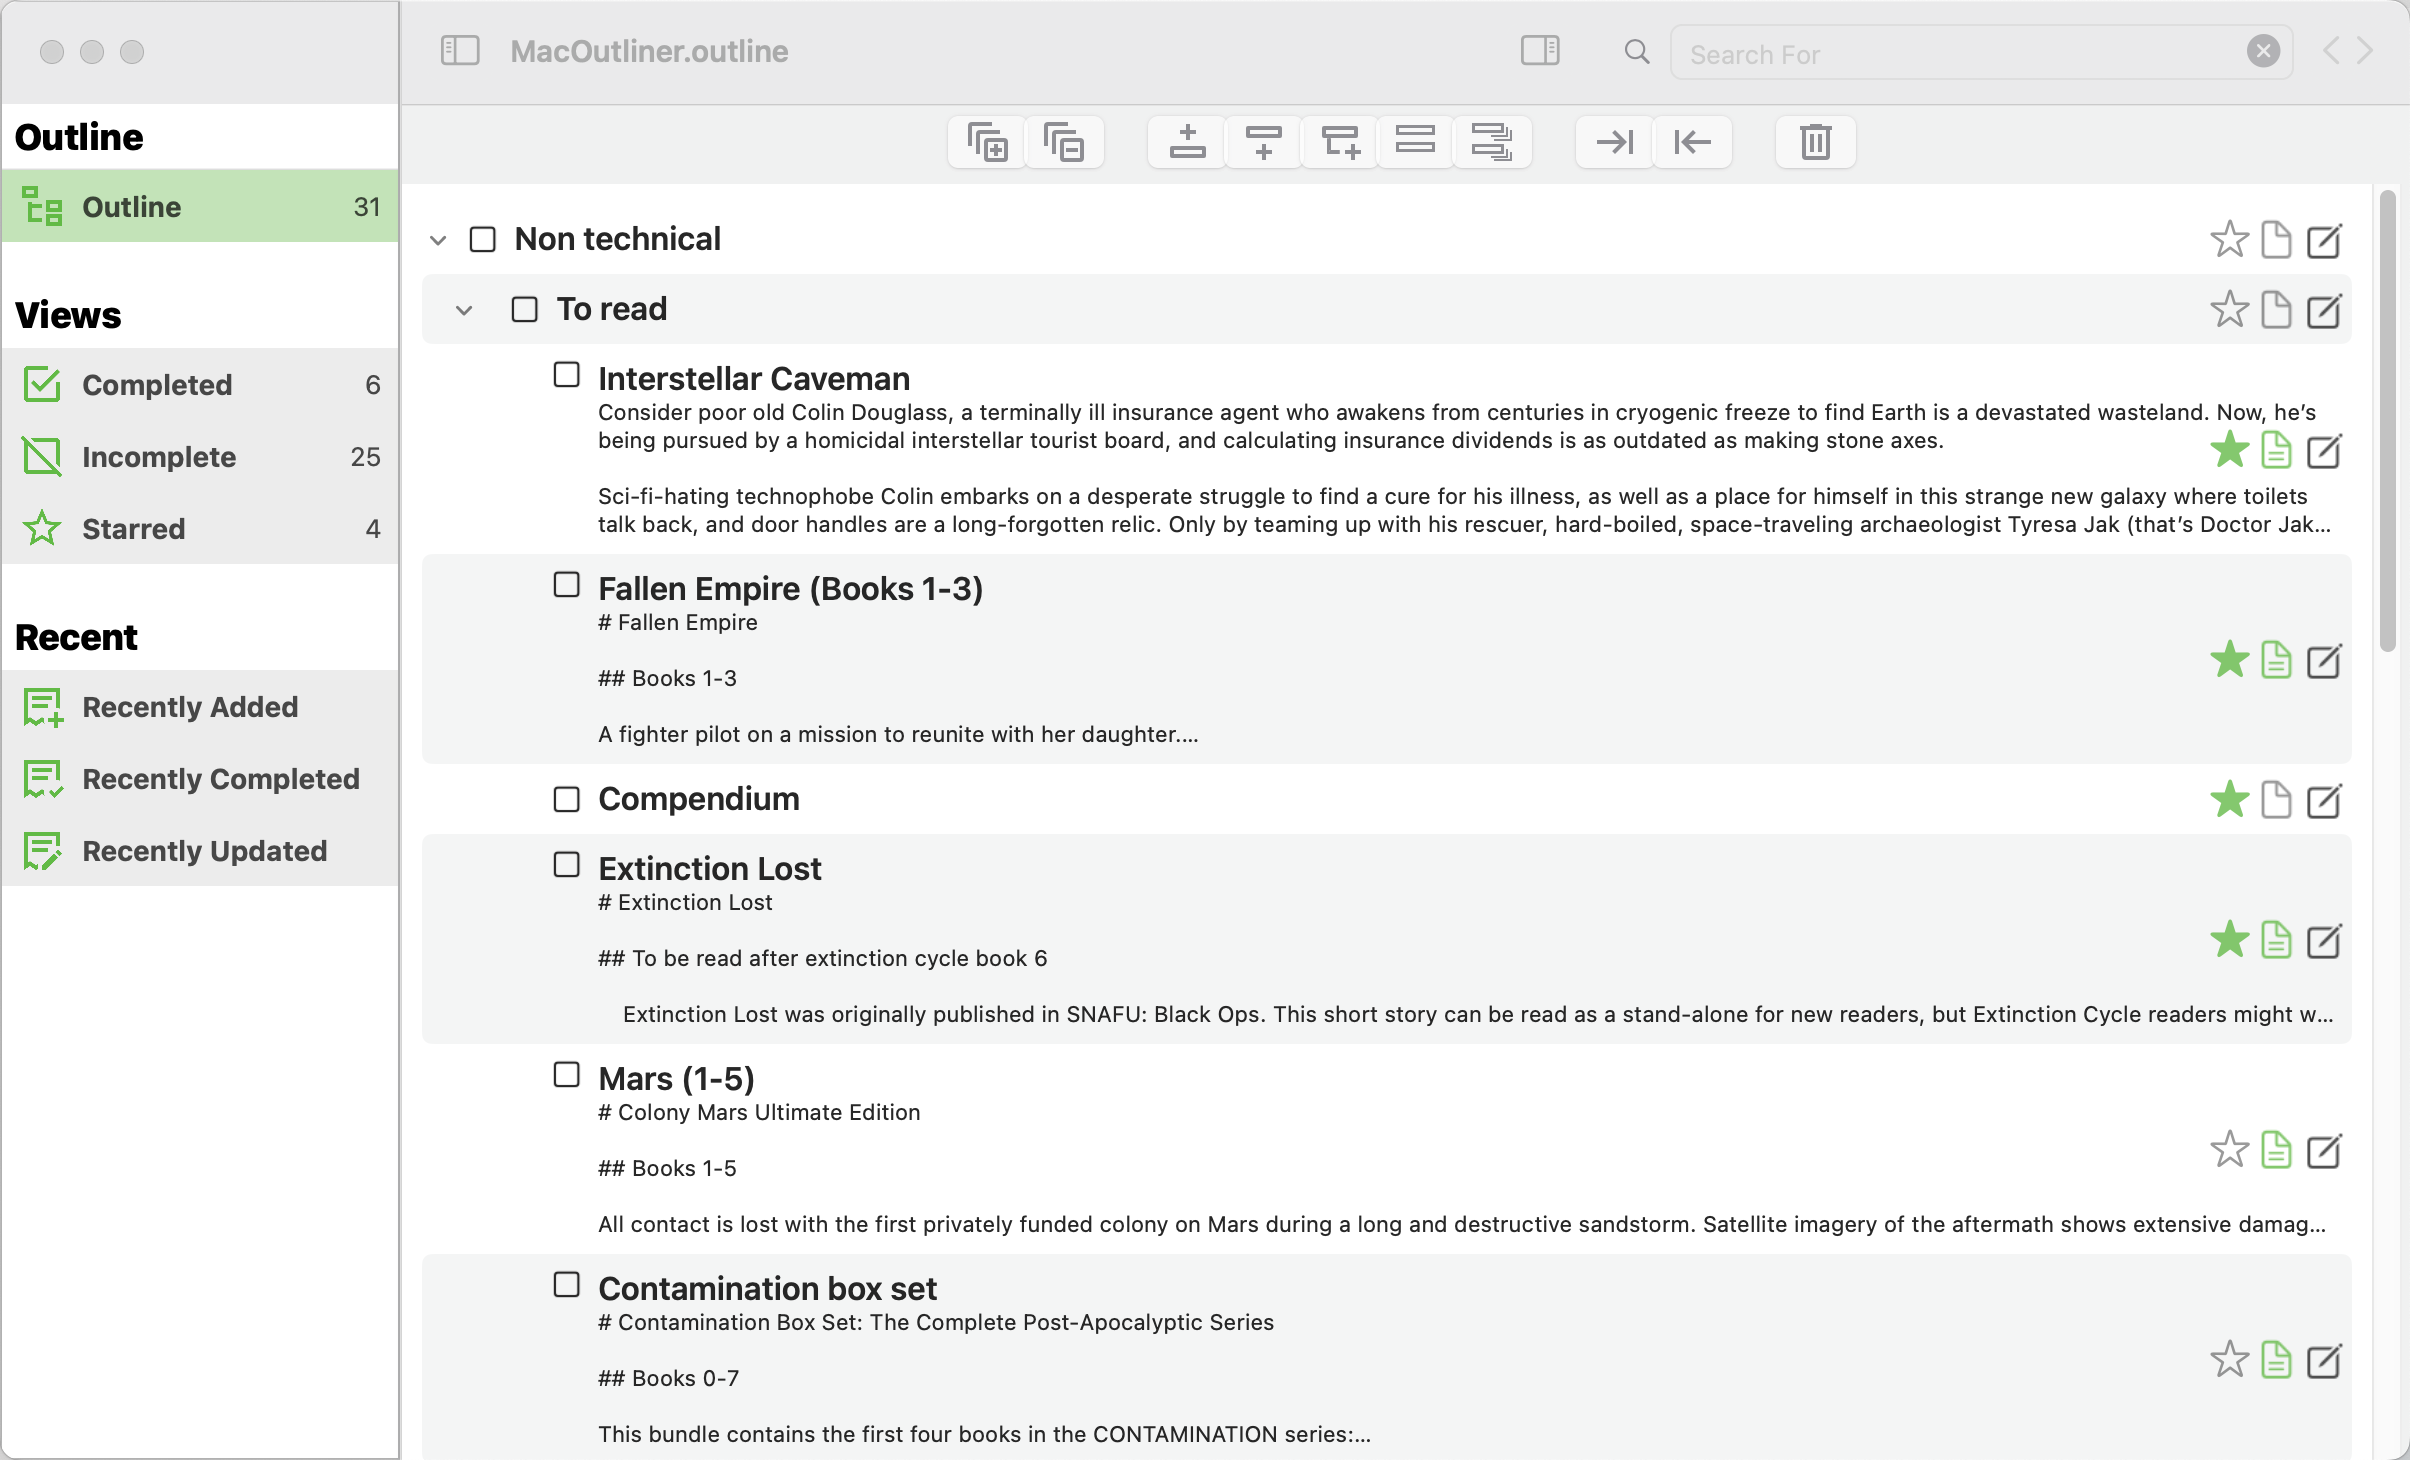 MacOutliner.outline
Search For
Outline
Outline 31
Views
Completed 6
Incomplete 25
Starred 4
Recent
Recently Added
Recently Completed
Recently Updated
Non technical
To read
Interstellar Caveman
Consider poor old Colin Douglass, a terminally ill insurance agent who awakens from centuries in cryogenic freeze to find Earth is a devastated wasteland. Now, he’s
being pursued by a homicidal interstellar tourist board, and calculating insurance dividends is as outdated as making stone axes.
Sci-fi-hating technophobe Colin embarks on a desperate struggle to find a cure for his illness, as well as a place for himself in this strange new galaxy where toilets
talk back, and door handles are a long-forgotten relic. Only by teaming up with his rescuer, hard-boiled, space-traveling archaeologist Tyresa Jak (that’s Doctor Jak...
Fallen Empire (Books 1-3)
# Fallen Empire
## Books 1-3
A fighter pilot on a mission to reunite with her daughter....
Compendium
Extinction Lost
# Extinction Lost
## To be read after extinction cycle book 6
Extinction Lost was originally published in SNAFU: Black Ops. This short story can be read as a stand-alone for new readers, but Extinction Cycle readers might w...
Mars (1-5)
# Colony Mars Ultimate Edition
## Books 1-5
All contact is lost with the first privately funded colony on Mars during a long and destructive sandstorm. Satellite imagery of the aftermath shows extensive damag...
Contamination box set
# Contamination Box Set: The Complete Post-Apocalyptic Series
## Books 0-7
This bundle contains the first four books in the CONTAMINATION series:...